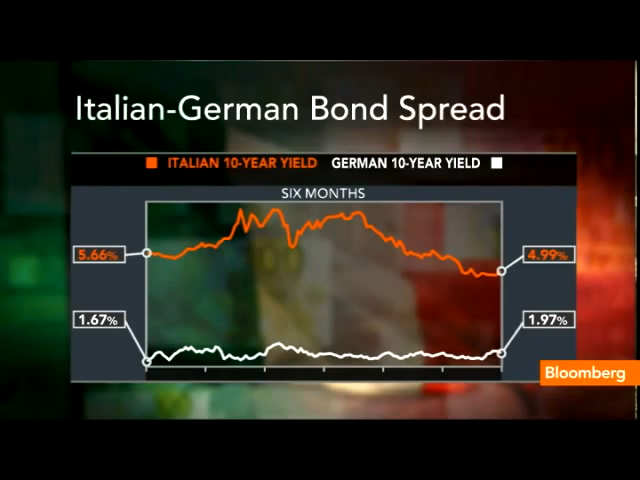 Italian-German Bond Spread
ITALIAN 10-YEAR YIELD GERMAN 10-YEAR YIELD
SIX MONTHS
5.66% 4.99%
1.67% 1.97%
Bloomberg